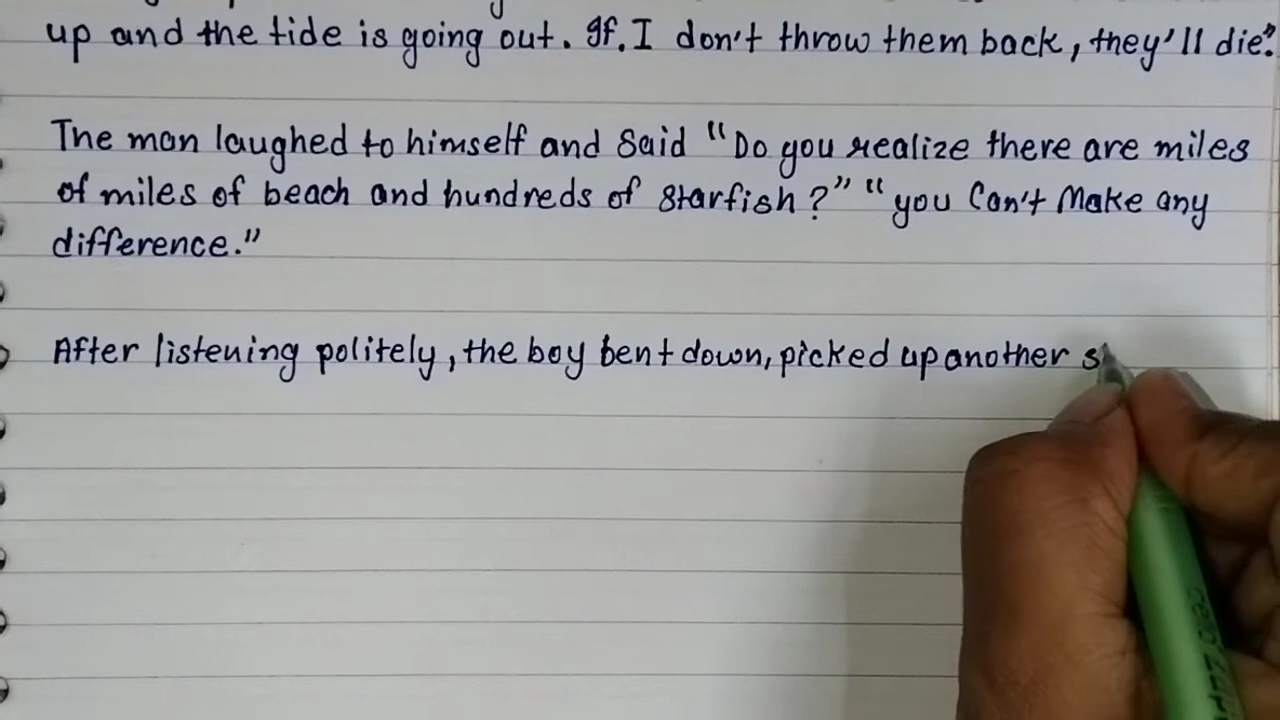 up and the tide is going out. If. I don't throw them back, they'll die."
The man laughed to himself and Said "Do you realize there are miles
of miles of beach and hundreds of starfish?" "you Can't Make any
difference."
After listening politely, the boy bent down, picked up another s